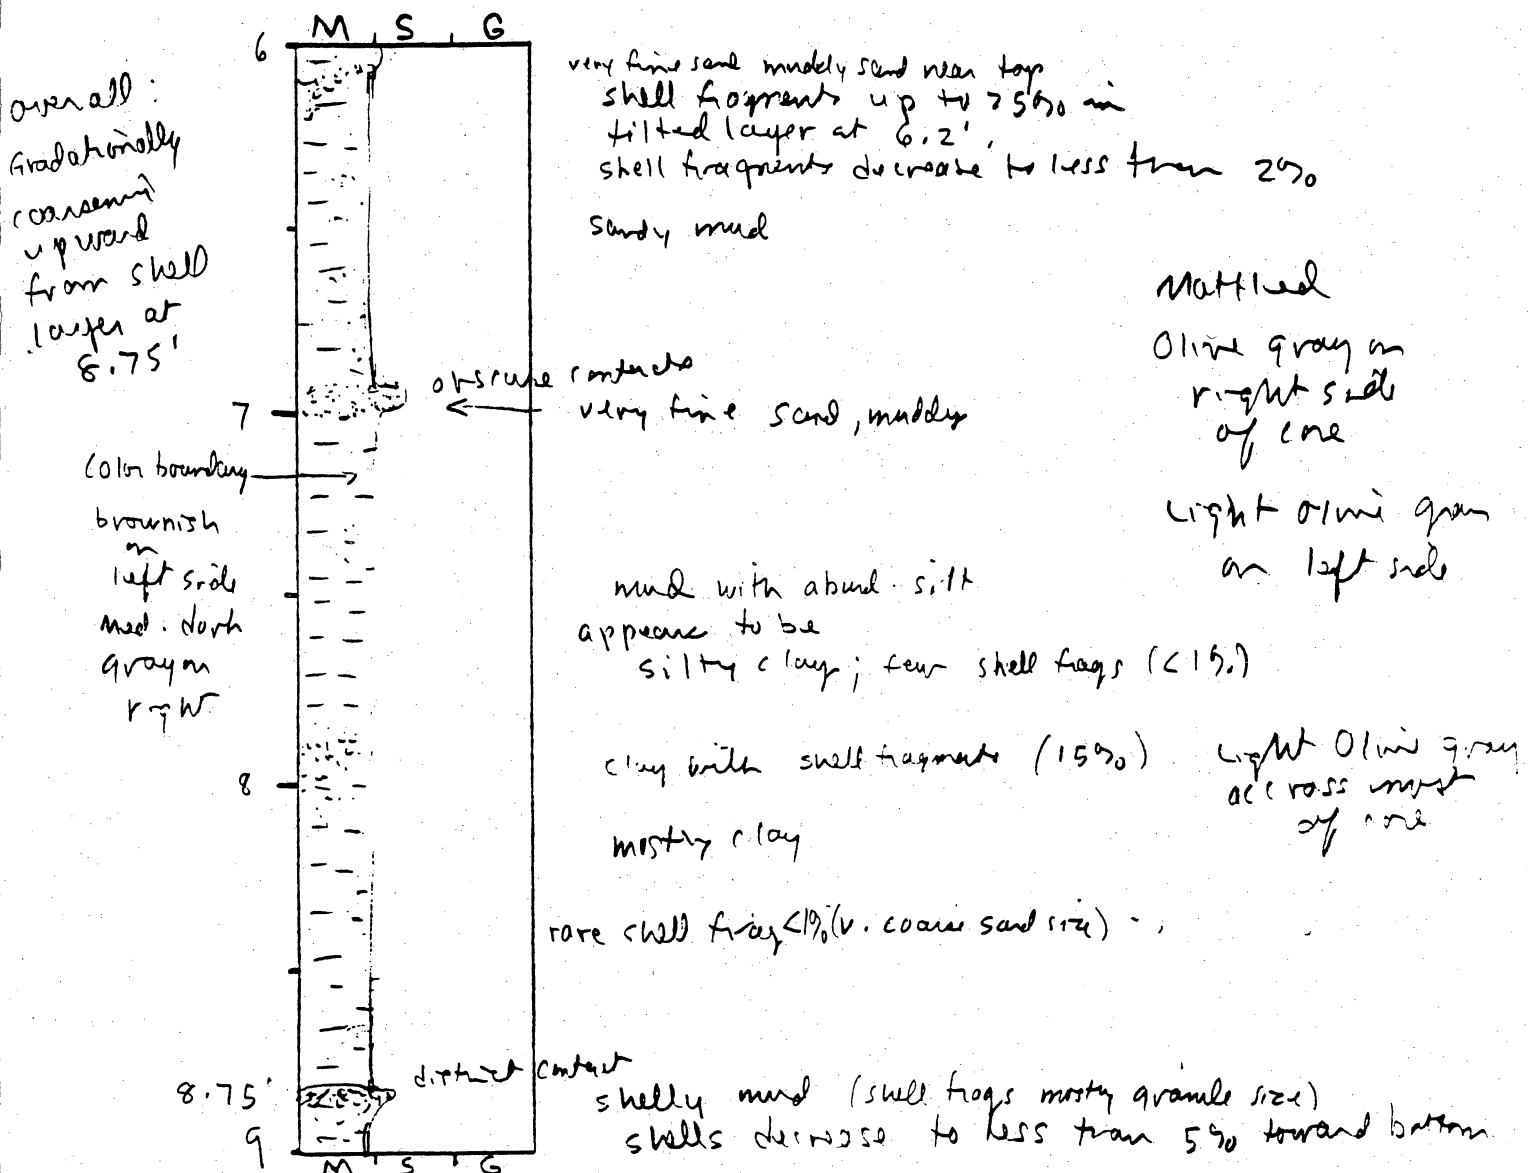 M S G
6
very fine sand muddy sand near top
shell fragments up to 75% in
tilted layer at 6.2'
shell fragments decrease to less than 2%
overall:
Gradationally
coarsening
upward
from shell
layer at
8.75'
sandy mud
Mottled
Olive gray on
right side
of core
obscure contacts
7
very fine sand, muddy
color boundary
brownish
on
left side
med. dark
gray on
right
Light olive gray
on left side
mud with abund. silt
appears to be
silty clay; few shell frags (<1%)
clay with shell fragments (15%)
Light Olive gray
accross most
of core
8
mostly clay
rare shell frag <1% (v. coarse sand size)
distinct contact
8.75'
shelly mud (shell frags mostly granule size)
shells decrease to less than 5% toward bottom
9
M S G